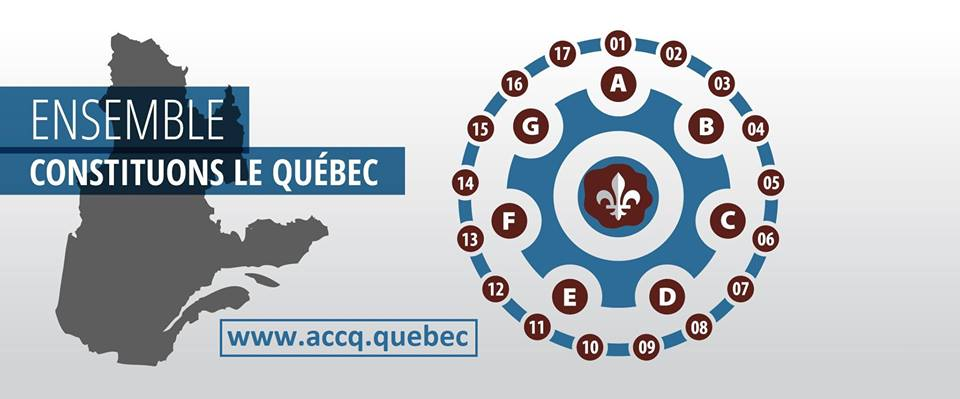 ENSEMBLE
CONSTITUONS LE QUÉBEC
www.accq.quebec
01
02
03
04
05
06
07
08
09
10
11
12
13
14
15
16
17
A
B
C
D
E
F
G